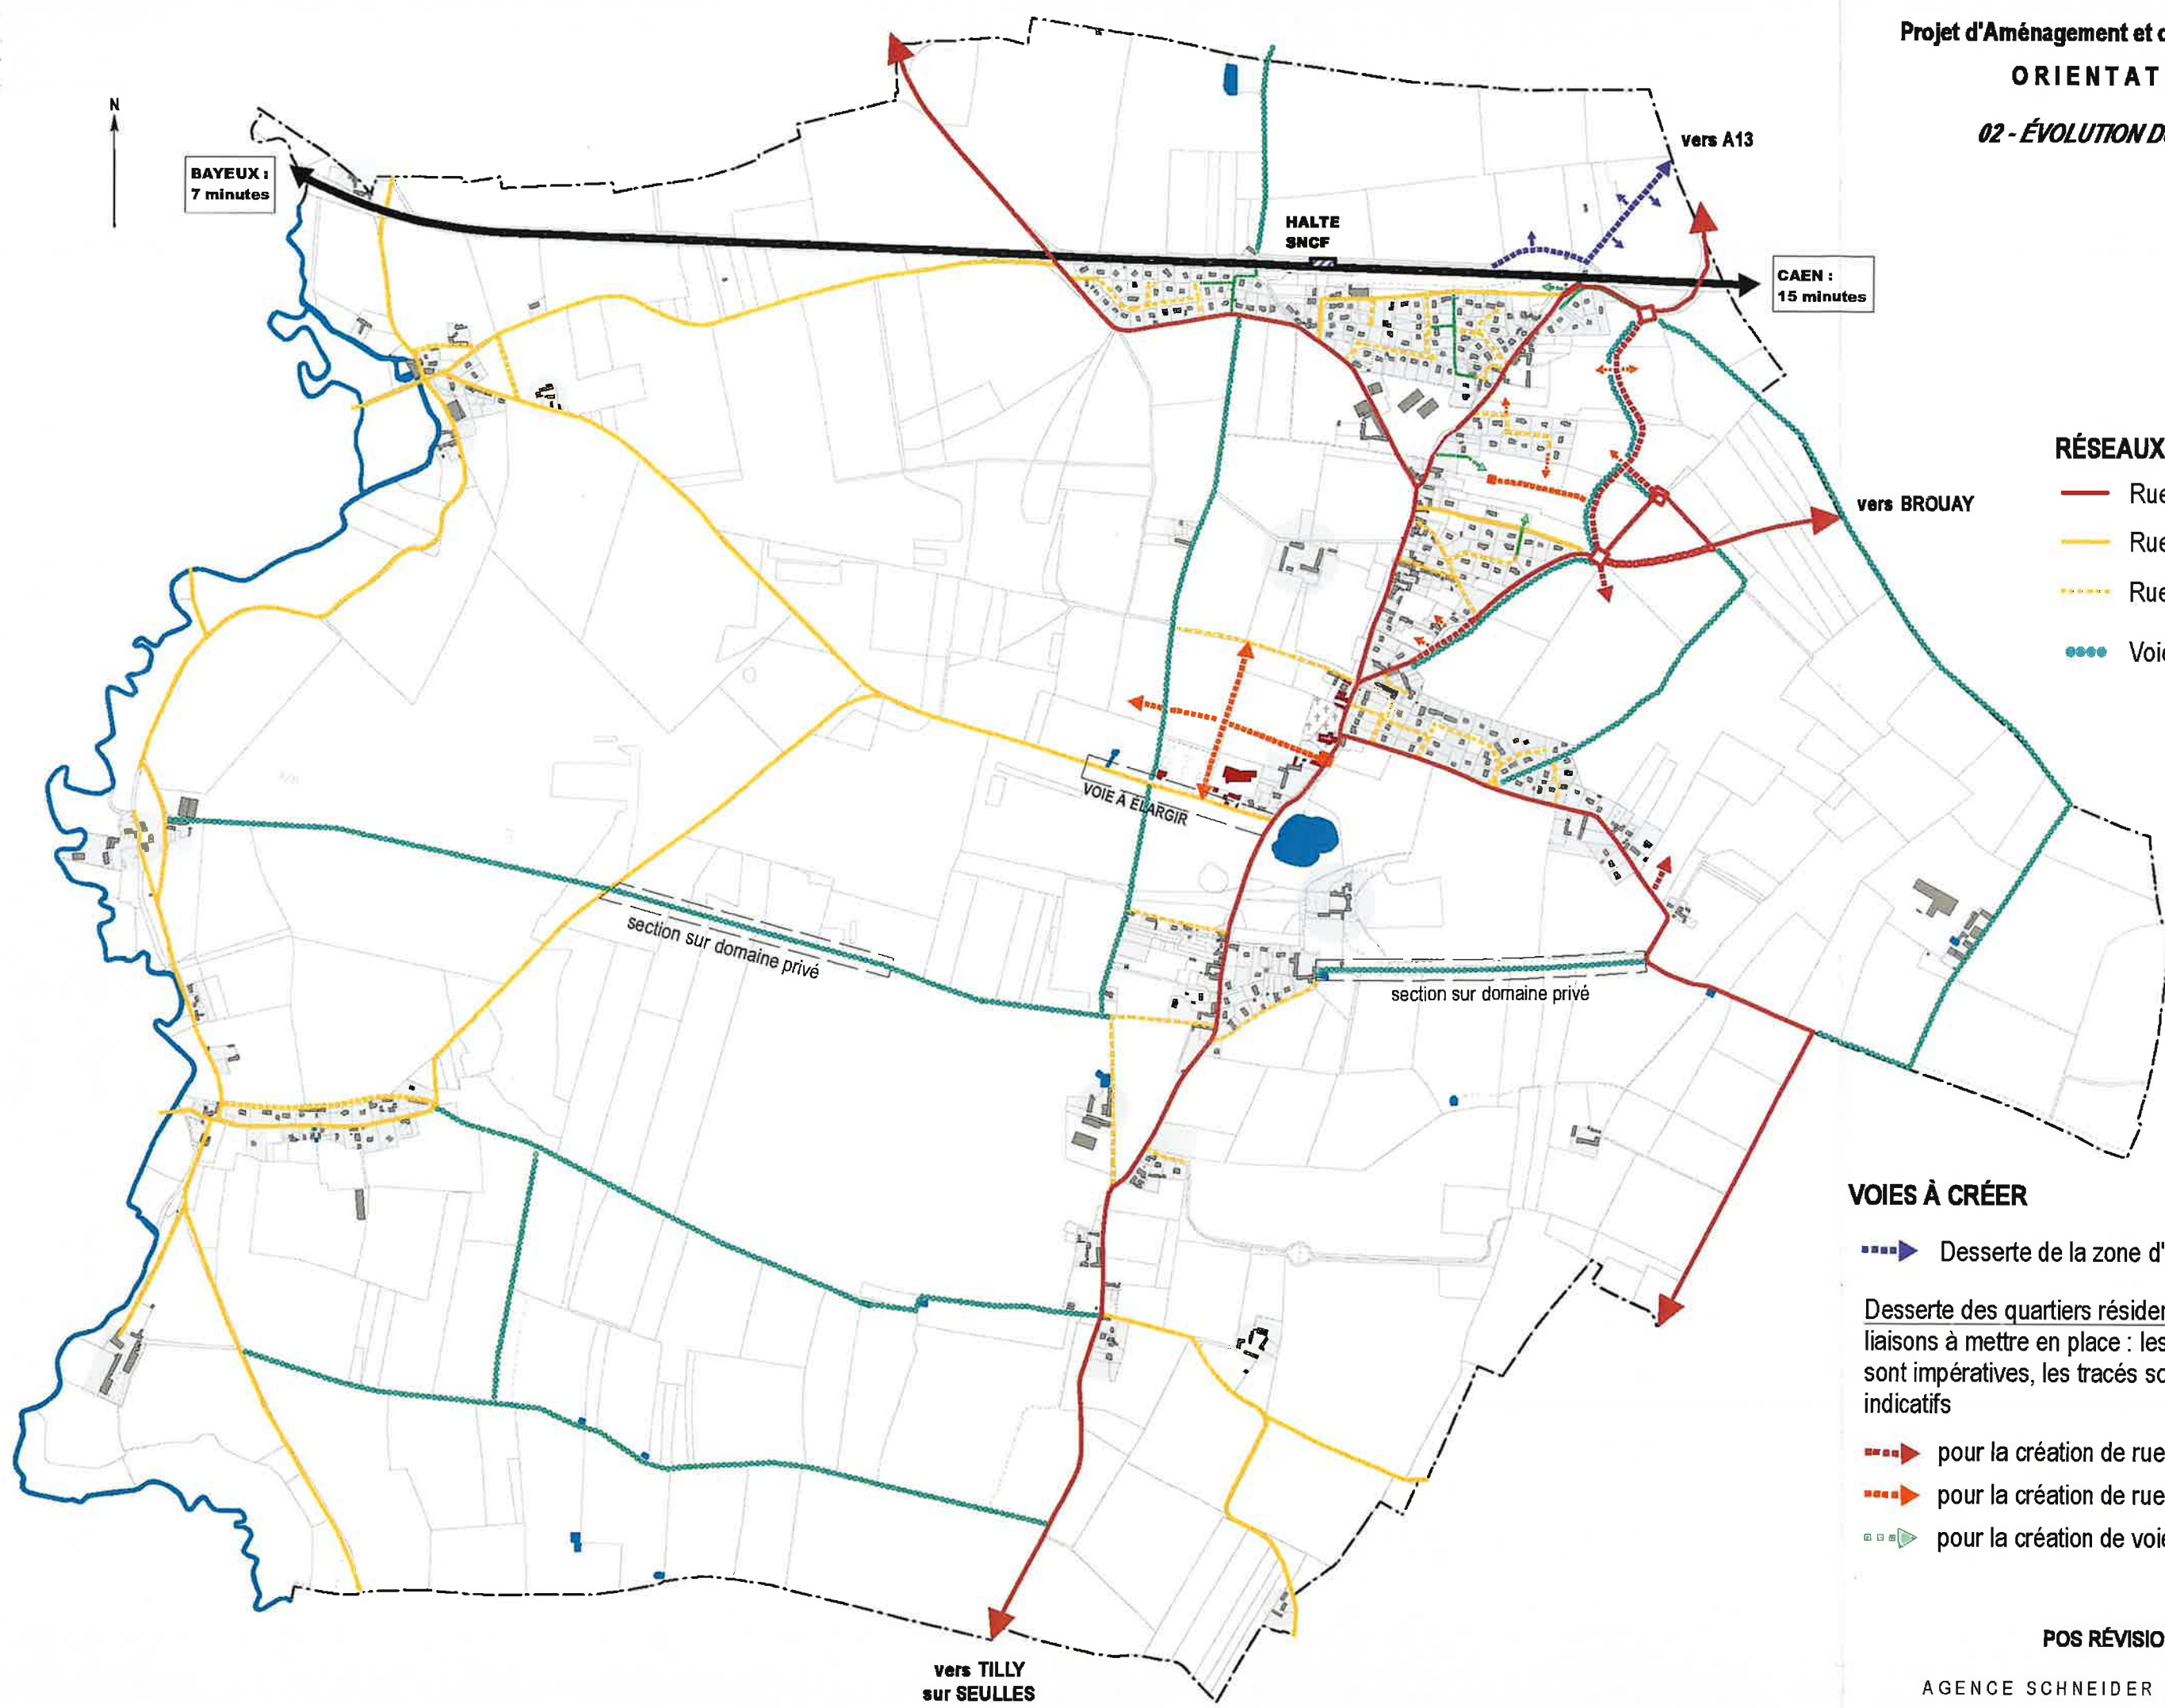 Projet d'Aménagement et d
ORIENTAT
02 - ÉVOLUTION D
N
vers A13
BAYEUX :
7 minutes
HALTE
SNCF
CAEN :
15 minutes
RÉSEAUX
Rue
vers BROUAY
Rue
Rue
Voie
VOIE À ELARGIR
section sur domaine privé
section sur domaine privé
VOIES À CRÉER
Desserte de la zone d'
Desserte des quartiers résiden
liaisons à mettre en place : les
sont impératives, les tracés so
indicatifs
pour la création de rue
pour la création de rue
pour la création de voie
POS RÉVISIO
vers TILLY
sur SEULLES
AGENCE SCHNEIDER